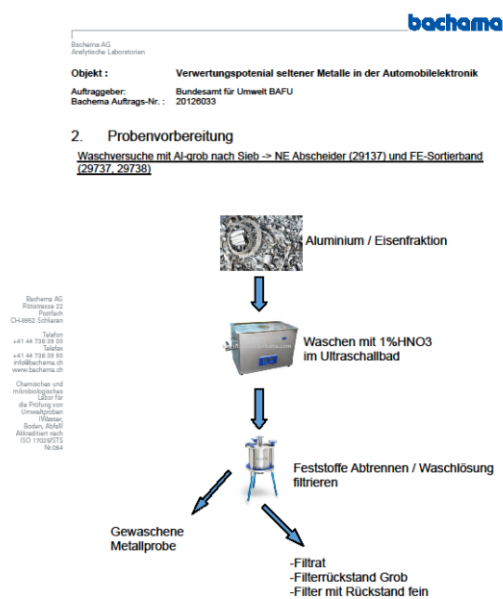 bachema
Bachema AG
Analytische Laboratorien
Objekt : Verwertungspotenial seltener Metalle in der Automobilelektronik
Auftraggeber: Bundesamt für Umwelt BAFU
Bachema Auftrags-Nr. : 20126033
2. Probenvorbereitung
Waschversuche mit Al-grob nach Sieb -> NE Abscheider (29137) und FE-Sortierband
(29737, 29738)
Aluminium / Eisenfraktion
Bachema AG
Rütistrasse 22
Postfach
CH-8952 Schlieren
Telefon
+41 44 738 39 00
Telefax
+41 44 738 39 90
info@bachema.ch
www.bachema.ch
Chemisches und
mikrobiologisches
Labor für
die Prüfung von
Umweltproben
(Wasser,
Boden, Abfall)
Akkreditiert nach
ISO 17025/STS
Nr.064
Waschen mit 1%HNO3
im Ultraschallbad
Feststoffe Abtrennen / Waschlösung
filtrieren
Gewaschene
Metallprobe
-Filtrat
-Filterrückstand Grob
-Filter mit Rückstand fein